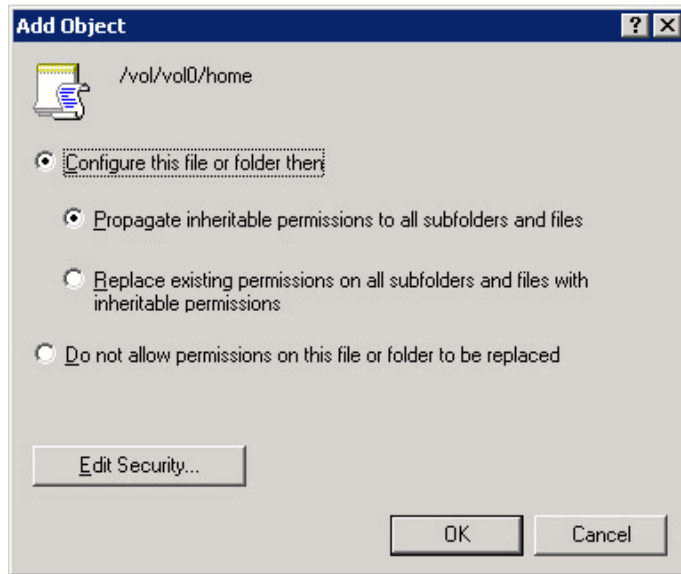 Add Object
/vol/vol0/home
Configure this file or folder then
Propagate inheritable permissions to all subfolders and files
Replace existing permissions on all subfolders and files with
inheritable permissions
Do not allow permissions on this file or folder to be replaced
Edit Security...
OK
Cancel